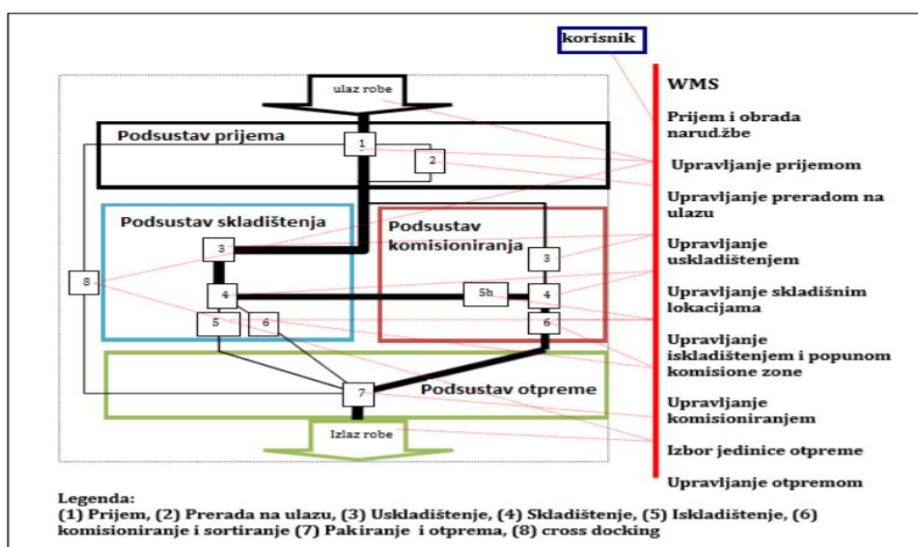 korisnik
WMS
ulaz robe
Podsustav prijema
1
2
Prijem i obrada
narudžbe
Upravljanje prijemom
Upravljanje preradom na
ulazu
Podsustav skladištenja
Podsustav
komisioniranja
3
3
8
4
5b
4
5
6
6
Upravljanje
uskladištenjem
Upravljanje skladišnim
lokacijama
Upravljanje
iskladištenjem i popunom
komisione zone
7
Podsustav otpreme
Upravljanje
komisioniranjem
Izlaz robe
Izbor jedinice otpreme
Upravljanje otpremom
Legenda:
(1) Prijem, (2) Prerada na ulazu, (3) Uskladištenje, (4) Skladištenje, (5) Iskladištenje, (6)
komisioniranje i sortiranje (7) Pakiranje i otprema, (8) cross docking